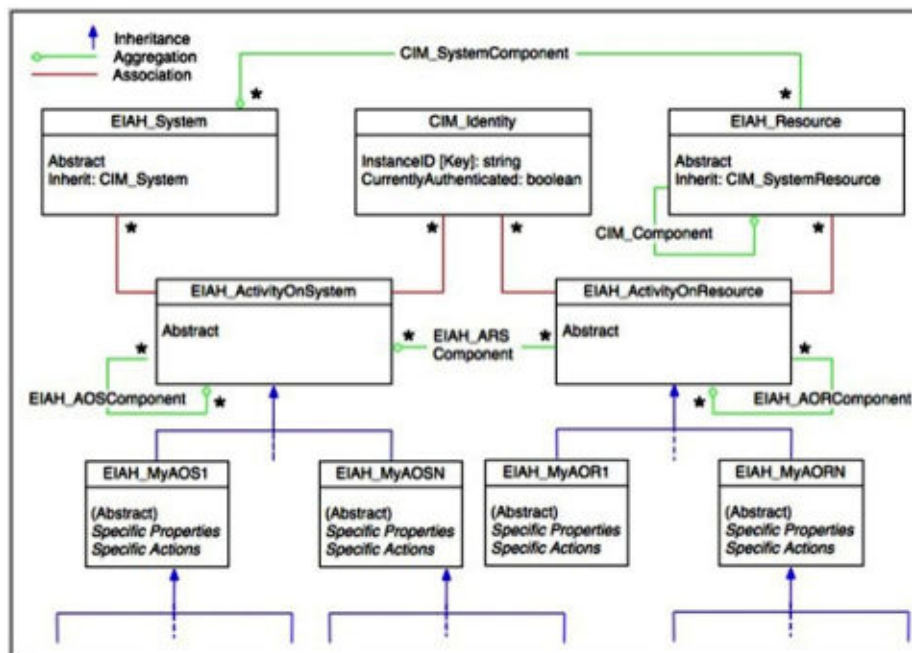 Inheritance
Aggregation
Association
CIM_SystemComponent
*
*
EIAH_System
Abstract
Inherit: CIM_System
CIM_Identity
InstanceID [Key]: string
CurrentlyAuthenticated: boolean
EIAH_Resource
Abstract
Inherit: CIM_SystemResource
*
*
*
CIM_Component
*
EIAH_ActivityOnSystem
Abstract
EIAH_ActivityOnResource
Abstract
*
*
EIAH_ARS
Component
*
*
EIAH_AOSComponent
*
*
EIAH_AORComponent
EIAH_MyAOS1
(Abstract)
Specific Properties
Specific Actions
EIAH_MyAOSN
(Abstract)
Specific Properties
Specific Actions
EIAH_MyAOR1
(Abstract)
Specific Properties
Specific Actions
EIAH_MyAORN
(Abstract)
Specific Properties
Specific Actions